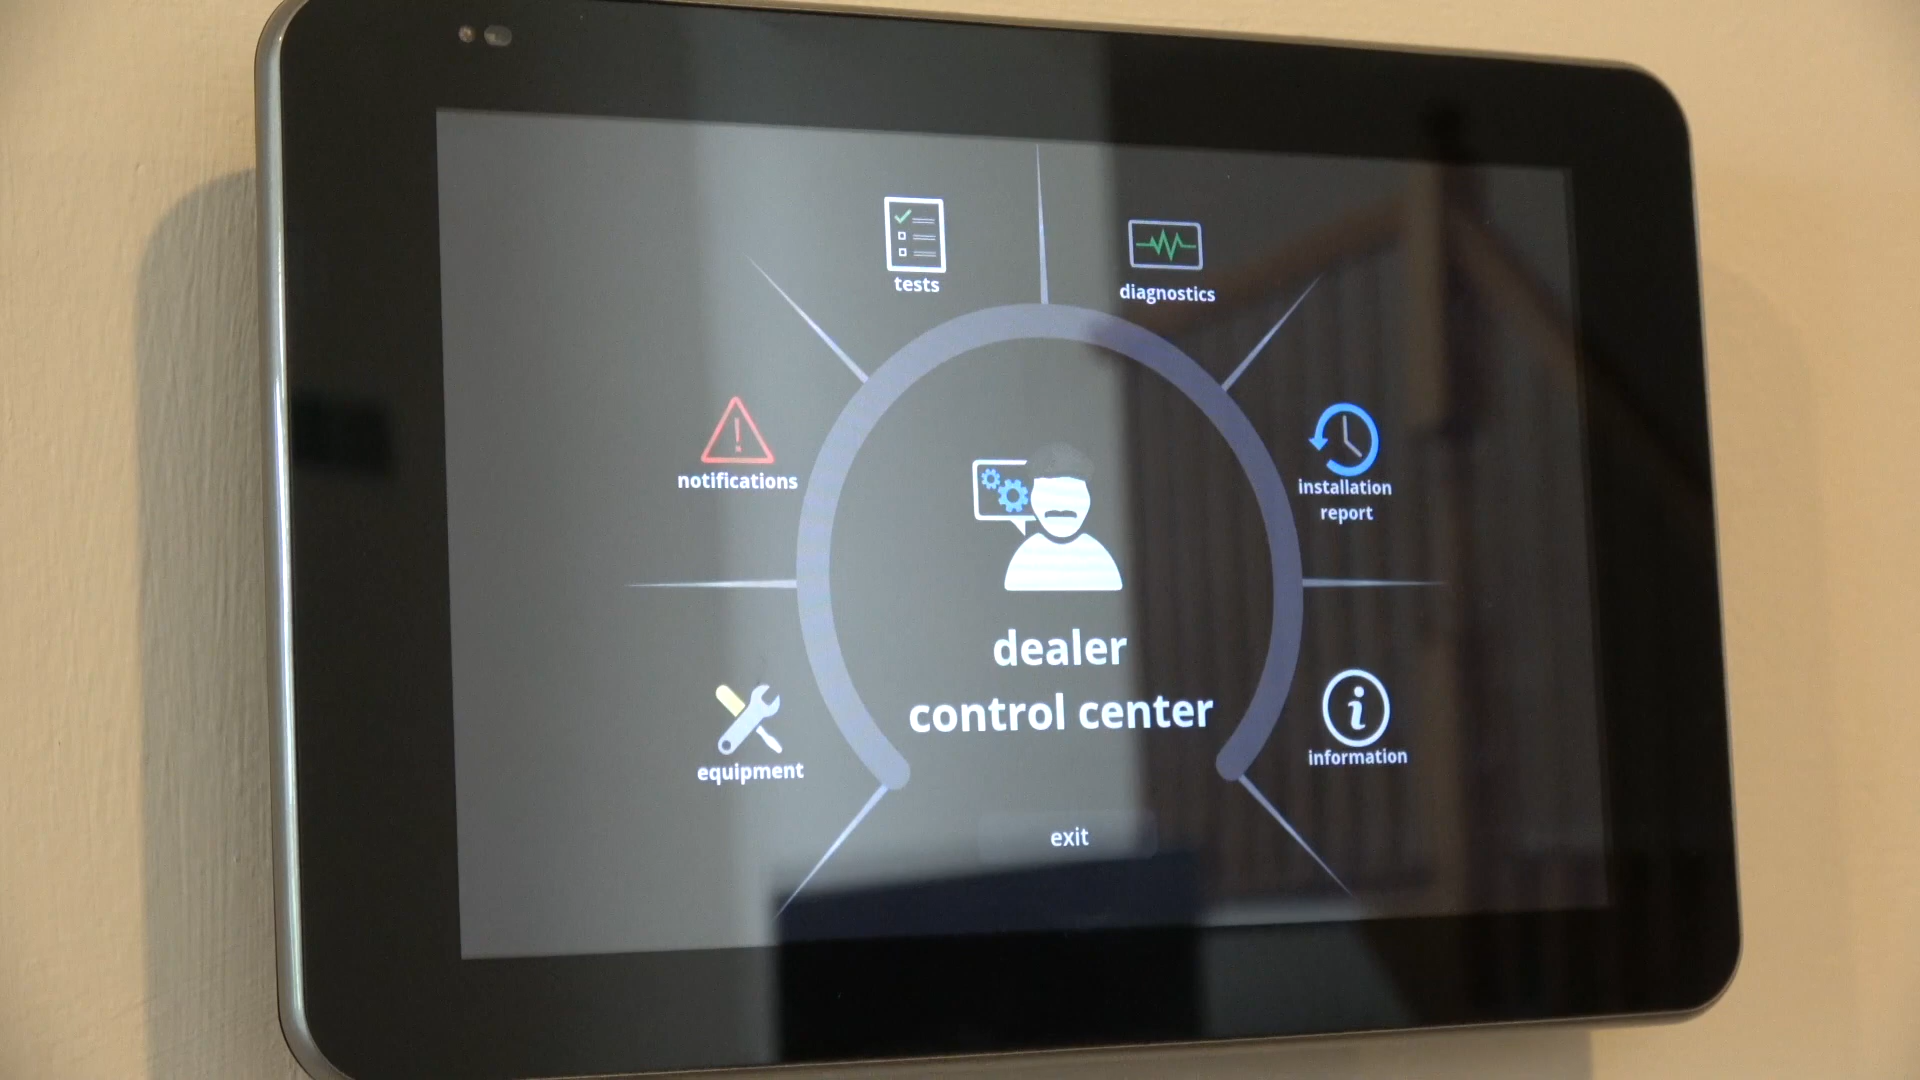 tests
diagnostics
notifications
installation
report
dealer
control center
equipment
information
exit